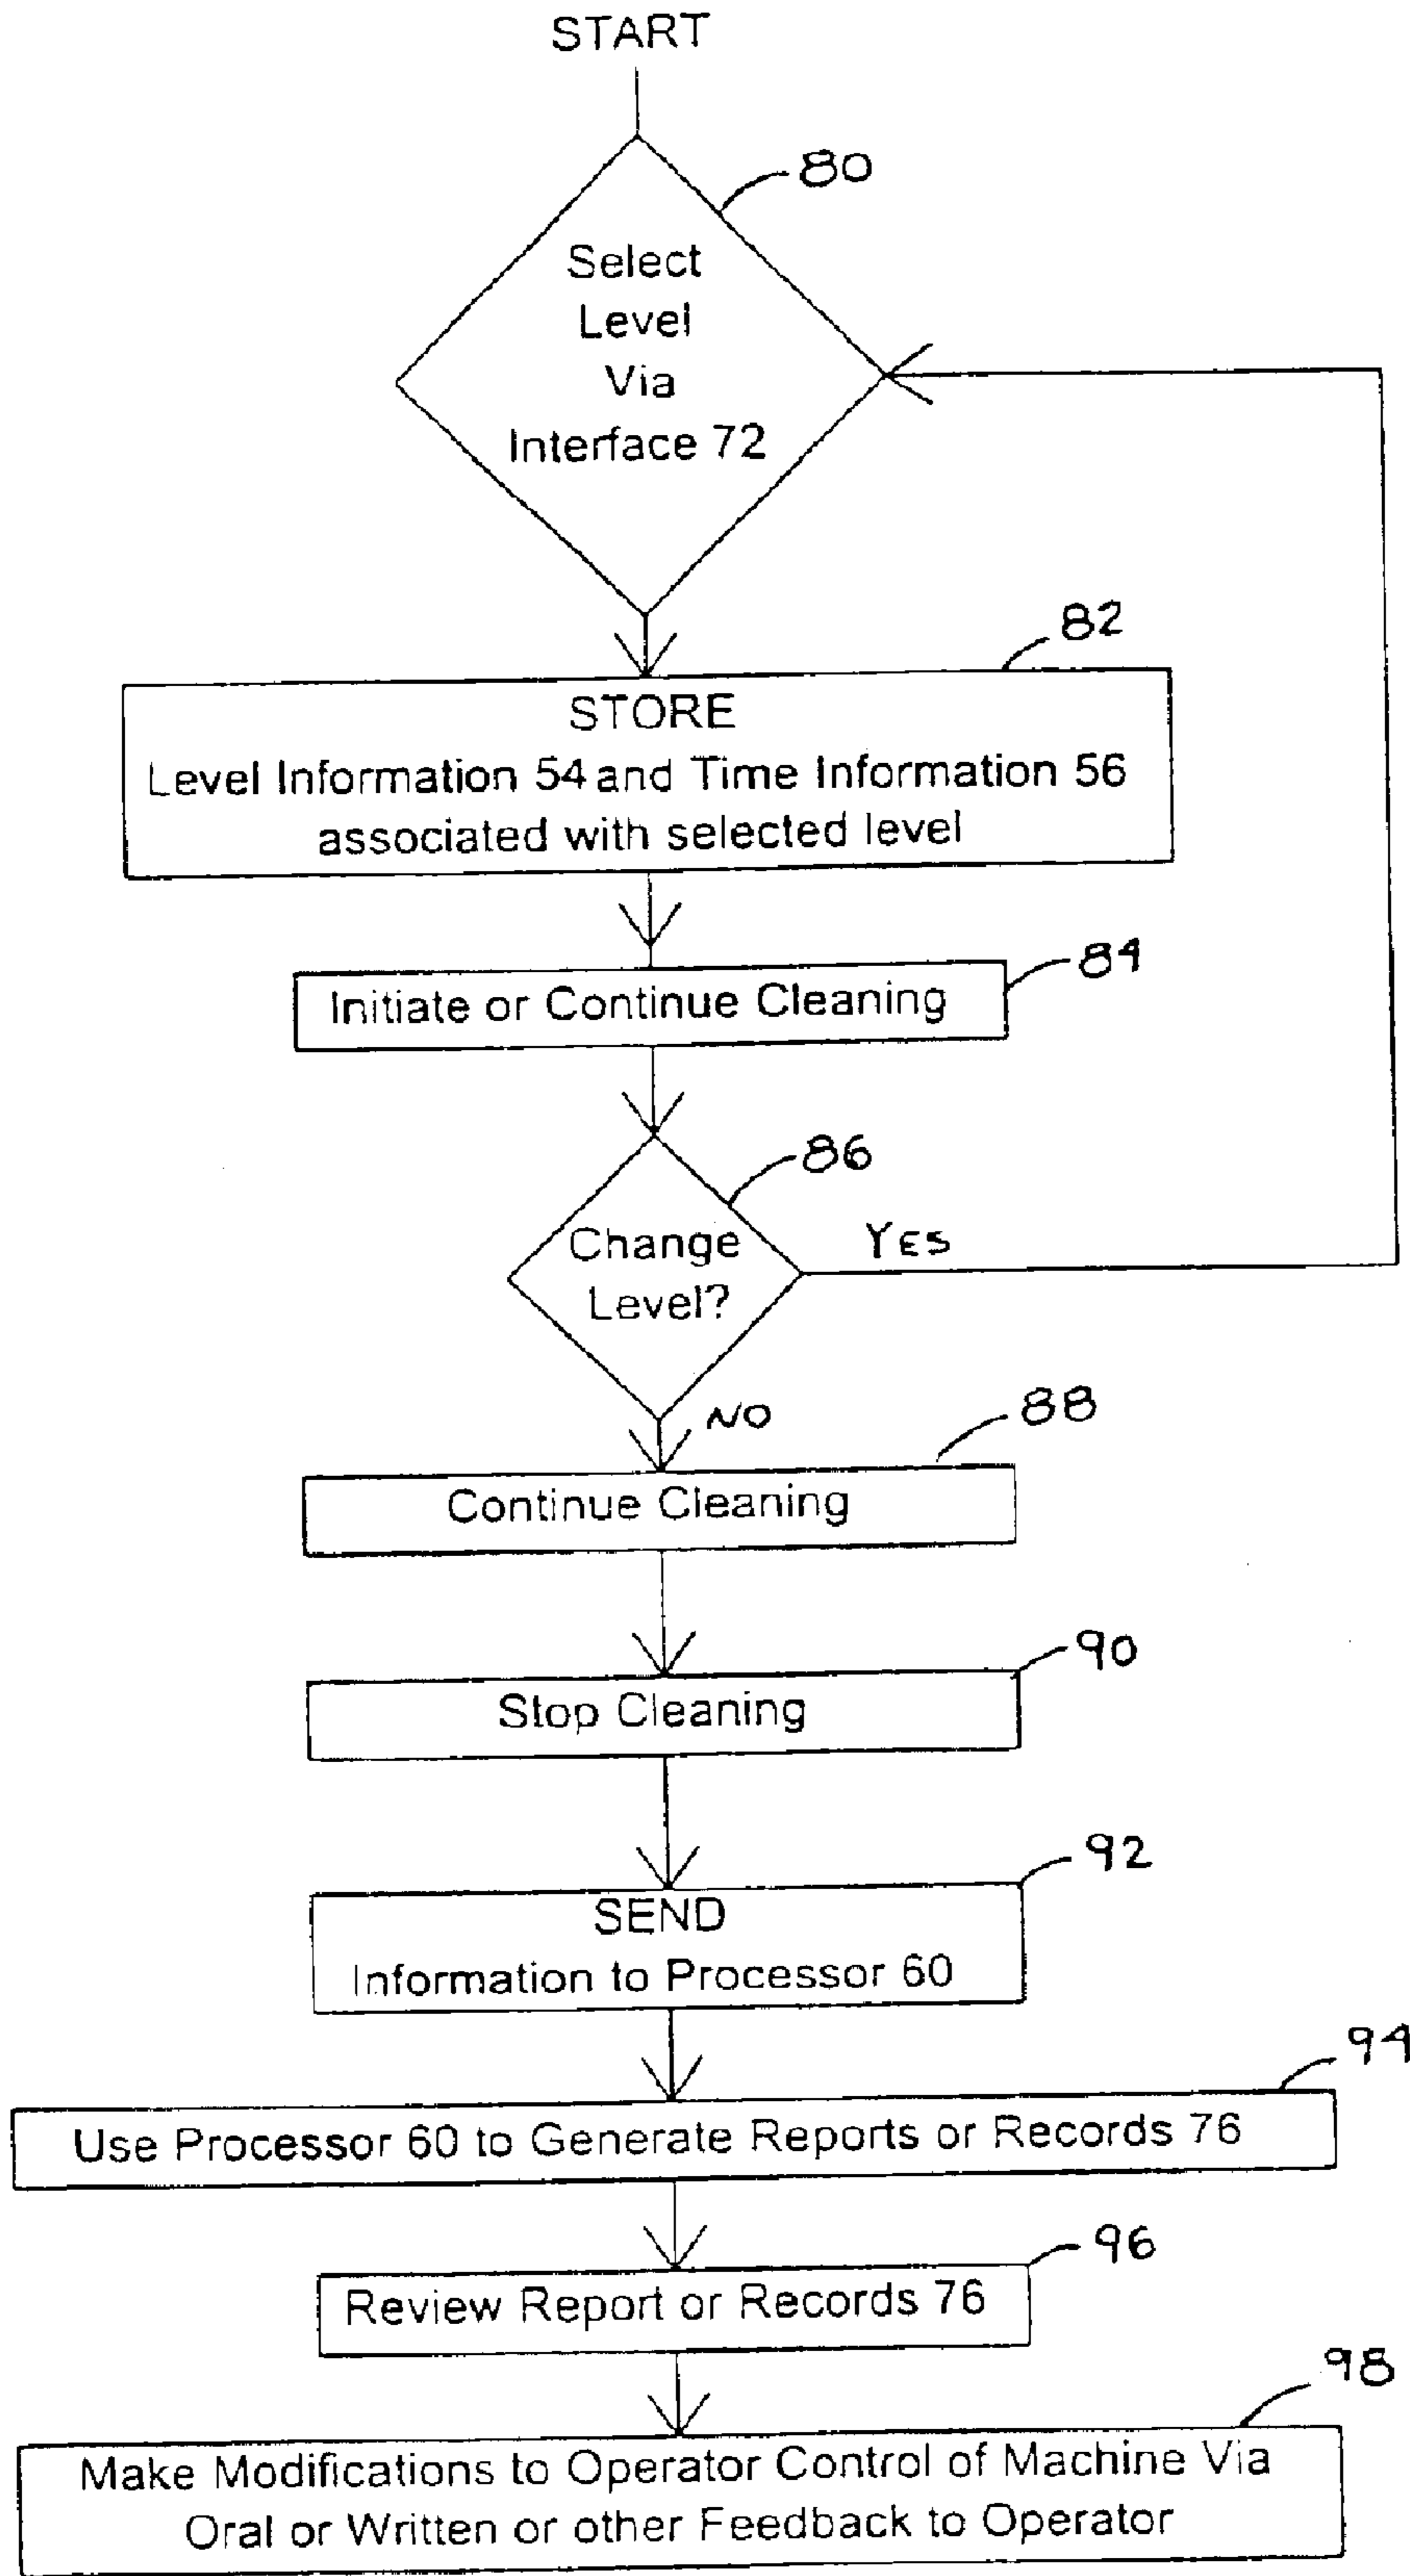 START
80
Select
Level
Via
Interface 72
82
STORE
Level Information 54 and Time Information 56
associated with selected level
84
Initiate or Continue Cleaning
86
Change
Level?
YES
NO
88
Continue Cleaning
90
Stop Cleaning
92
SEND
Information to Processor 60
94
Use Processor 60 to Generate Reports or Records 76
96
Review Report or Records 76
98
Make Modifications to Operator Control of Machine Via
Oral or Written or other Feedback to Operator